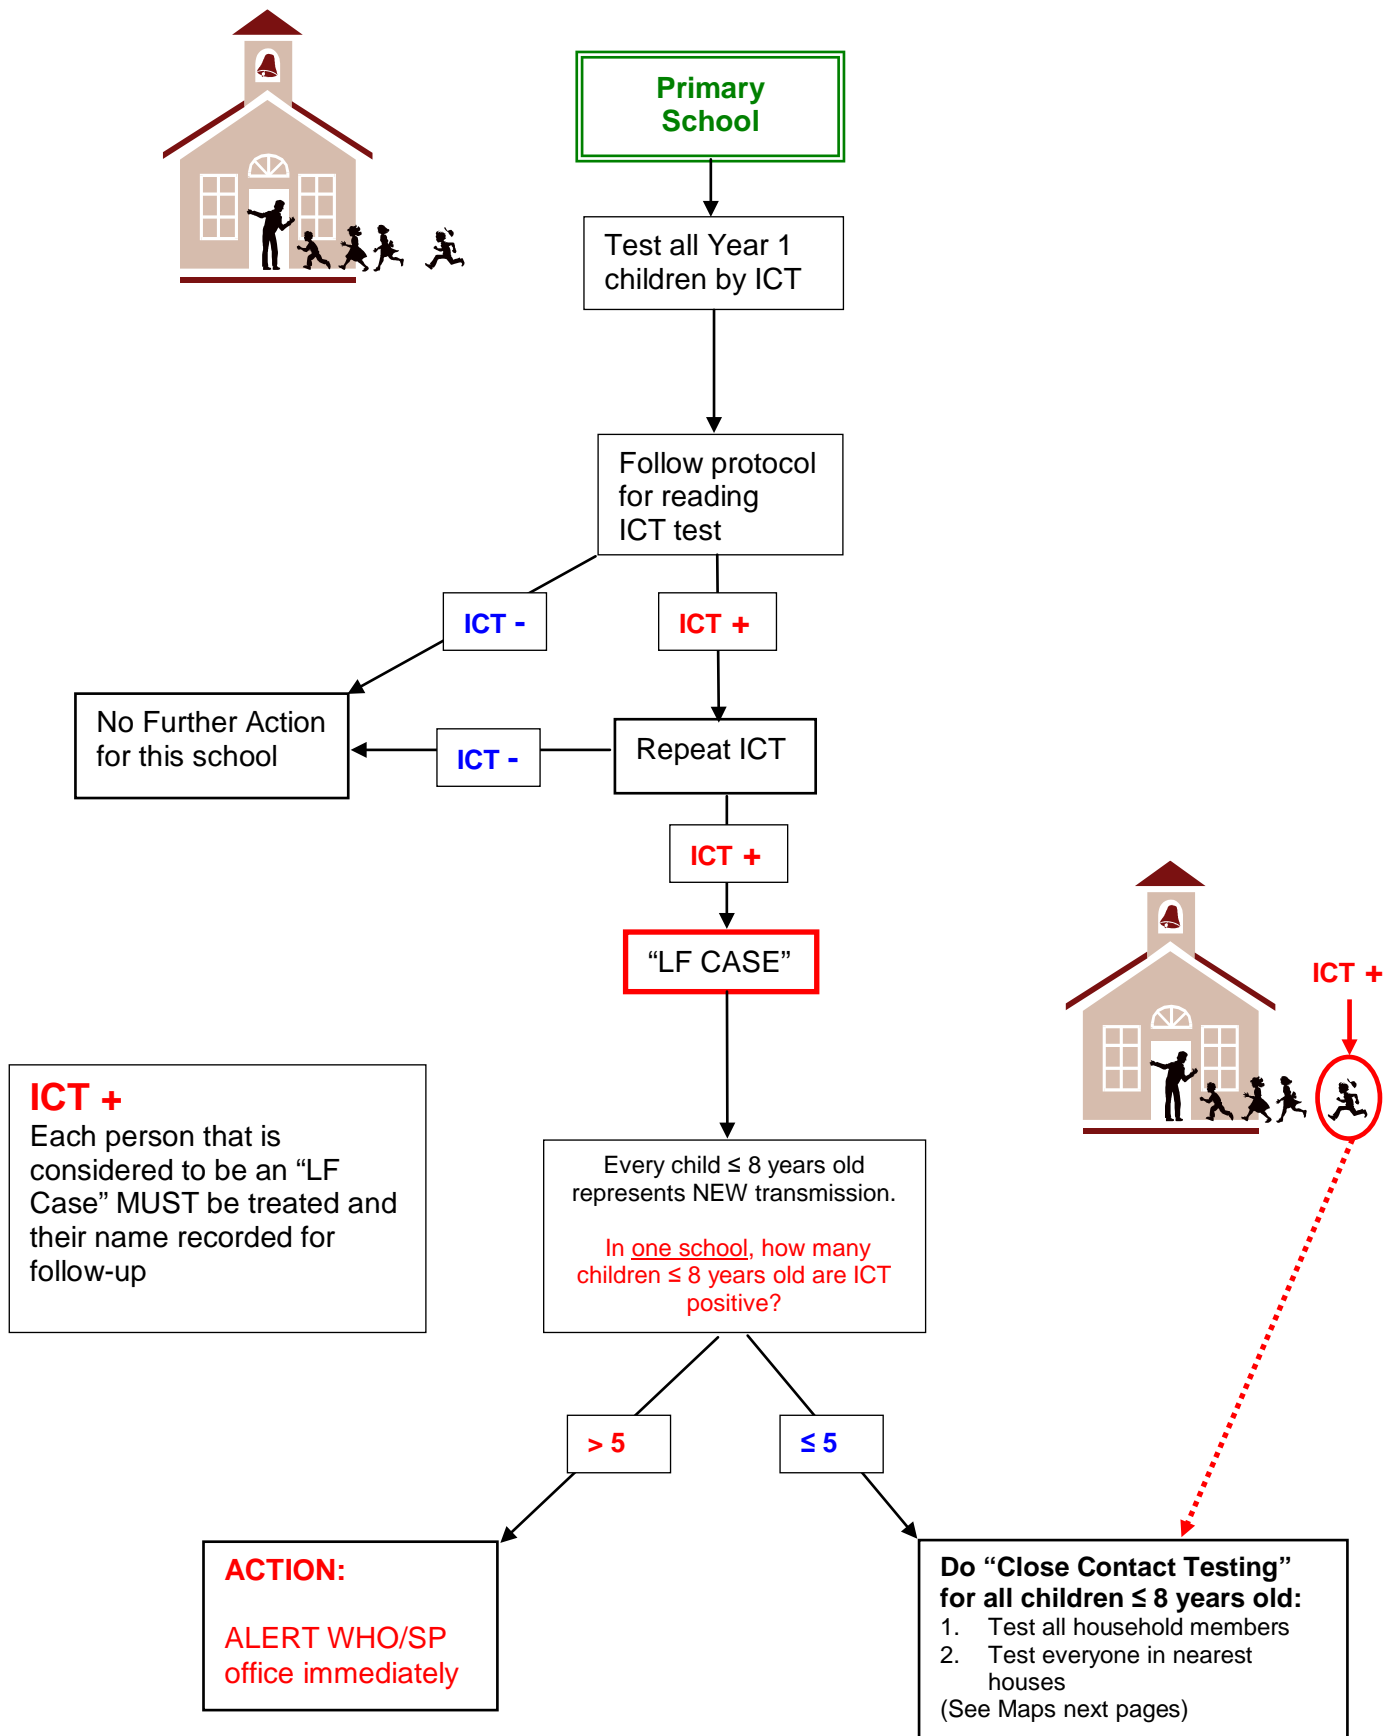 Primary
School
Test all Year 1
children by ICT
Follow protocol
for reading
ICT test
ICT -
ICT +
No Further Action
for this school
ICT -
Repeat ICT
ICT +
“LF CASE”
ICT +
ICT +
Each person that is
considered to be an “LF
Case” MUST be treated and
their name recorded for
follow-up
Every child ≤ 8 years old
represents NEW transmission.
In one school, how many
children ≤ 8 years old are ICT
positive?
> 5
≤ 5
ACTION:
ALERT WHO/SP
office immediately
Do “Close Contact Testing”
for all children ≤ 8 years old:
1. Test all household members
2. Test everyone in nearest
houses
(See Maps next pages)